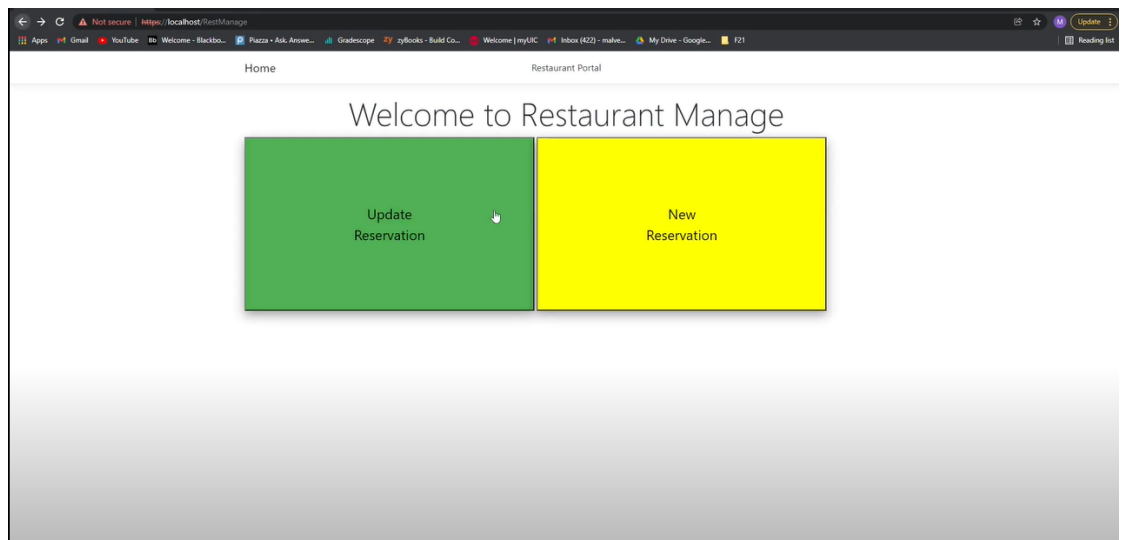 Not secure | https://localhost/RestManage
M Update
Apps Gmail YouTube Bb Welcome - Blackbo... Piazza • Ask. Answe... Gradescope zy zyBooks - Build Co... Welcome | myUIC Inbox (422) - malve... My Drive - Google... F21 Reading list
Home Restaurant Portal
Welcome to Restaurant Manage
Update
Reservation
New
Reservation